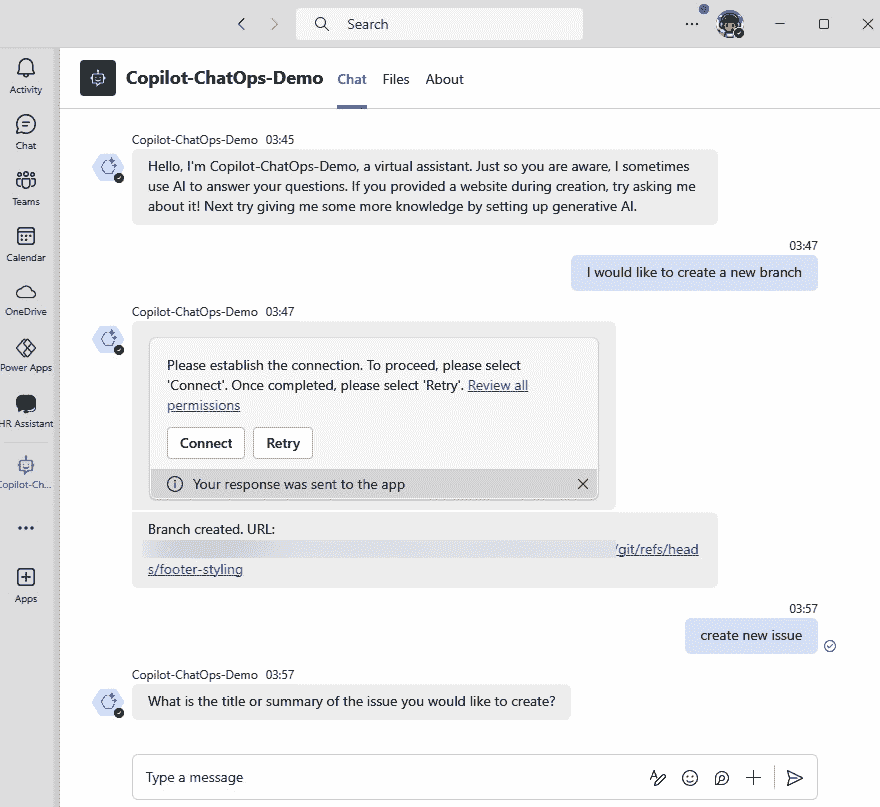 Search
Activity
Chat
Teams
Calendar
OneDrive
Power Apps
HR Assistant
Copilot-Ch...
Apps
Copilot-ChatOps-Demo Chat Files About
Copilot-ChatOps-Demo 03:45
Hello, I'm Copilot-ChatOps-Demo, a virtual assistant. Just so you are aware, I sometimes
use AI to answer your questions. If you provided a website during creation, try asking me
about it! Next try giving me some more knowledge by setting up generative AI.
03:47
I would like to create a new branch
Copilot-ChatOps-Demo 03:47
Please establish the connection. To proceed, please select
'Connect'. Once completed, please select 'Retry'. Review all
permissions
Connect Retry
Your response was sent to the app
Branch created. URL:
/git/refs/head
s/footer-styling
03:57
create new issue
Copilot-ChatOps-Demo 03:57
What is the title or summary of the issue you would like to create?
Type a message